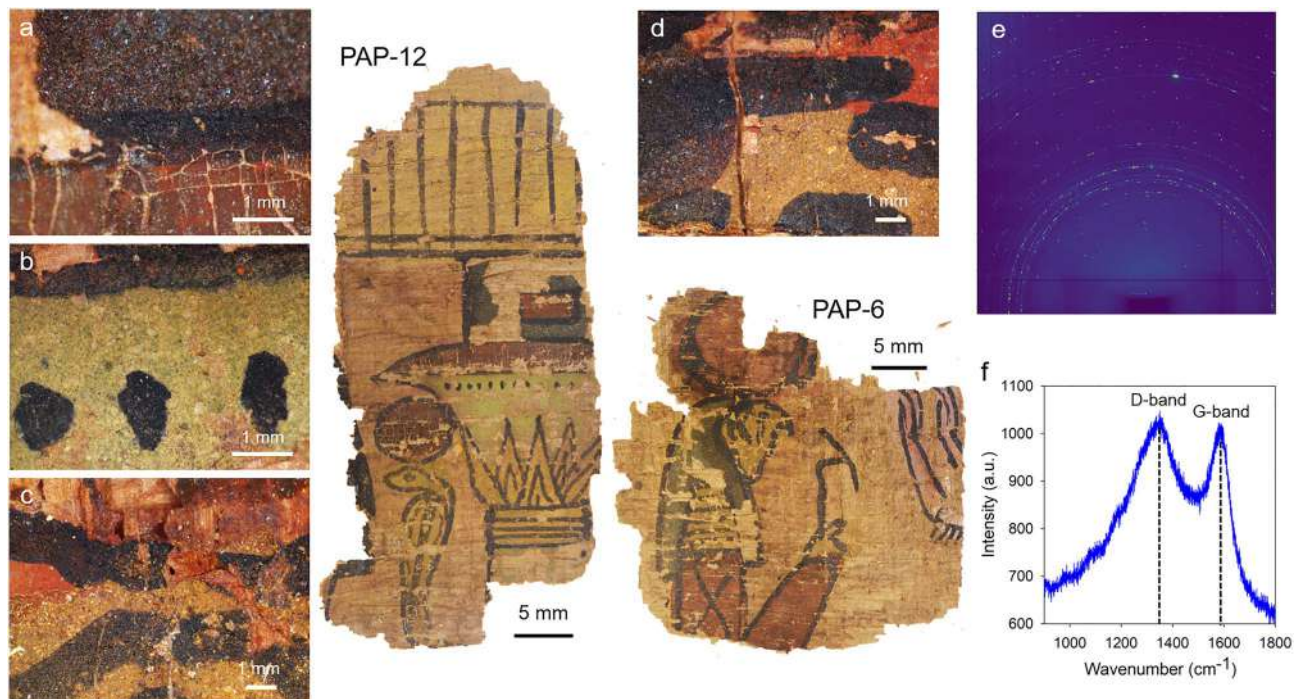 a
1 mm
PAP-12
5 mm
b
1 mm
c
1 mm
d
1 mm
PAP-6
5 mm
e
f
1100
1000
900
800
700
600
D-band
G-band
Intensity (a.u.)
1000 1200 1400 1600 1800
Wavenumber (cm⁻¹)